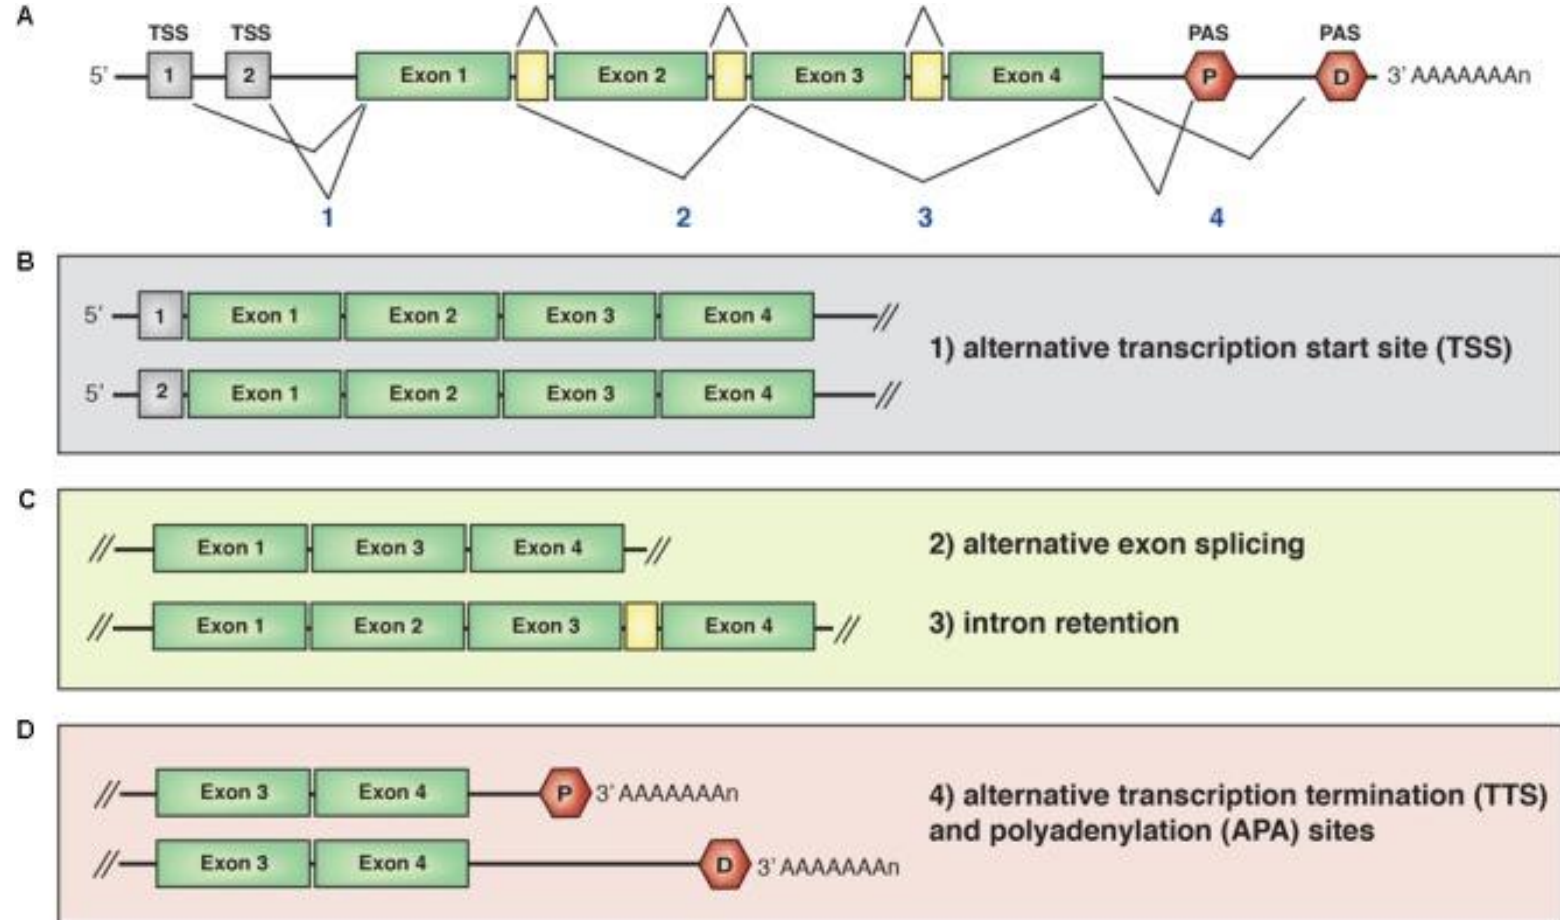 A
TSS TSS PAS PAS
5' 1 2 Exon 1 Exon 2 Exon 3 Exon 4 P D 3' AAAAAAAn
1 2 3 4
B
5' 1 Exon 1 Exon 2 Exon 3 Exon 4
1) alternative transcription start site (TSS)
5' 2 Exon 1 Exon 2 Exon 3 Exon 4
C
Exon 1 Exon 3 Exon 4 2) alternative exon splicing
Exon 1 Exon 2 Exon 3 Exon 4 3) intron retention
D
Exon 3 Exon 4 P 3' AAAAAAAn
4) alternative transcription termination (TTS)
and polyadenylation (APA) sites
Exon 3 Exon 4 D 3' AAAAAAAn